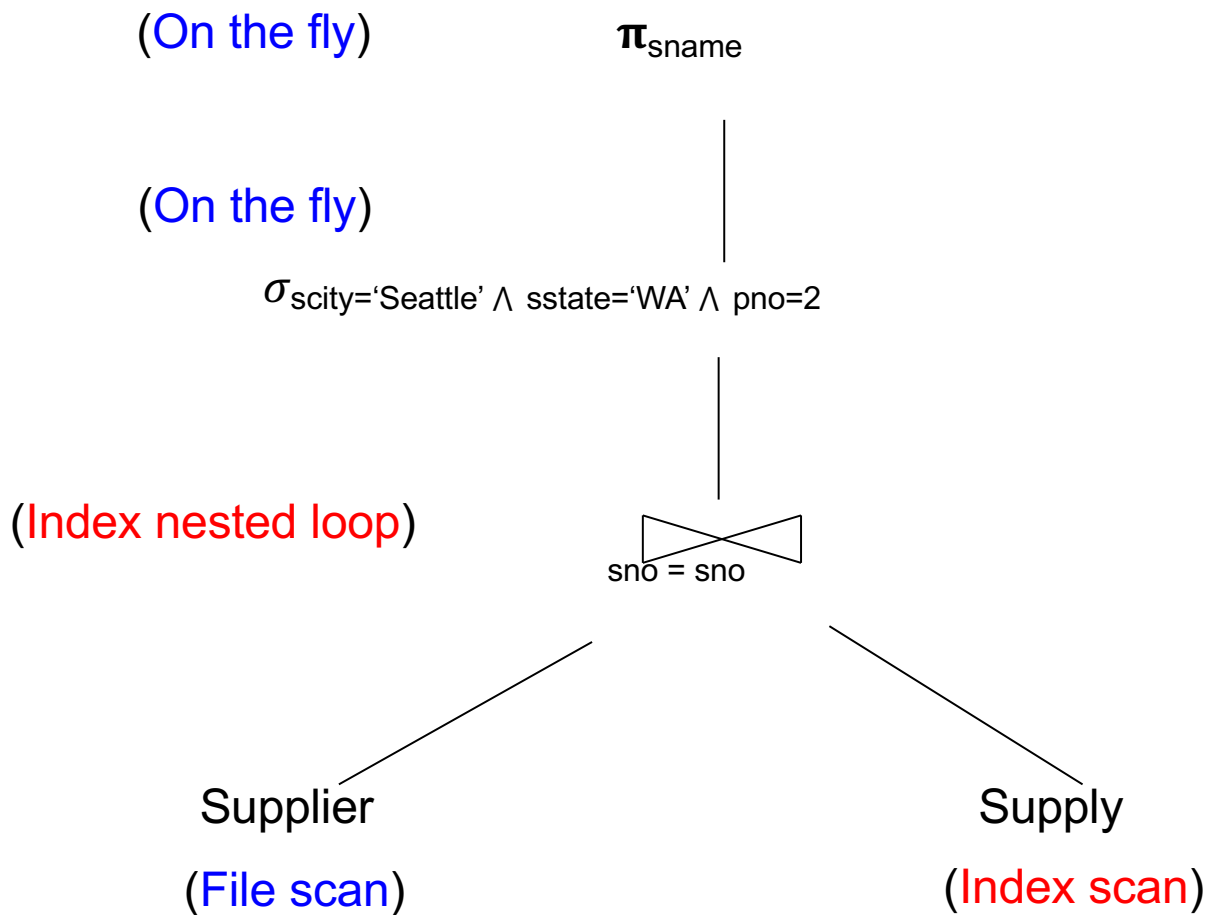 (On the fly) πsname
(On the fly)
σscity=‘Seattle’ ∧ sstate=‘WA’ ∧ pno=2
(Index nested loop)
sno = sno
Supplier Supply
(File scan) (Index scan)